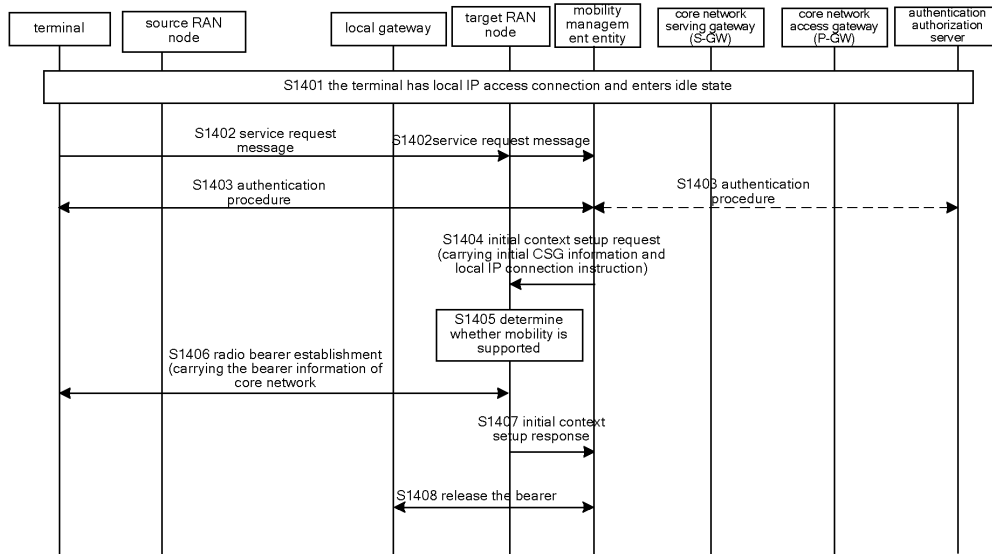 terminal
source RAN
node
local gateway
target RAN
node
mobility
managem
ent entity
core network
serving gateway
(S-GW)
core network
access gateway
(P-GW)
authentication
authorization
server
S1401 the terminal has local IP access connection and enters idle state
S1402 service request
message
S1402service request message
S1403 authentication
procedure
S1403 authentication
procedure
S1404 initial context setup request
(carrying initial CSG information and
local IP connection instruction)
S1405 determine
whether mobility is
supported
S1406 radio bearer establishment
(carrying the bearer information of
core network
S1407 initial context
setup response
S1408 release the bearer